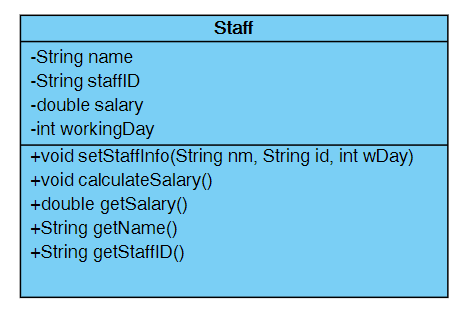 Staff
-String name
-String staffID
-double salary
-int workingDay
+void setStaffInfo(String nm, String id, int wDay)
+void calculateSalary()
+double getSalary()
+String getName()
+String getStaffID()